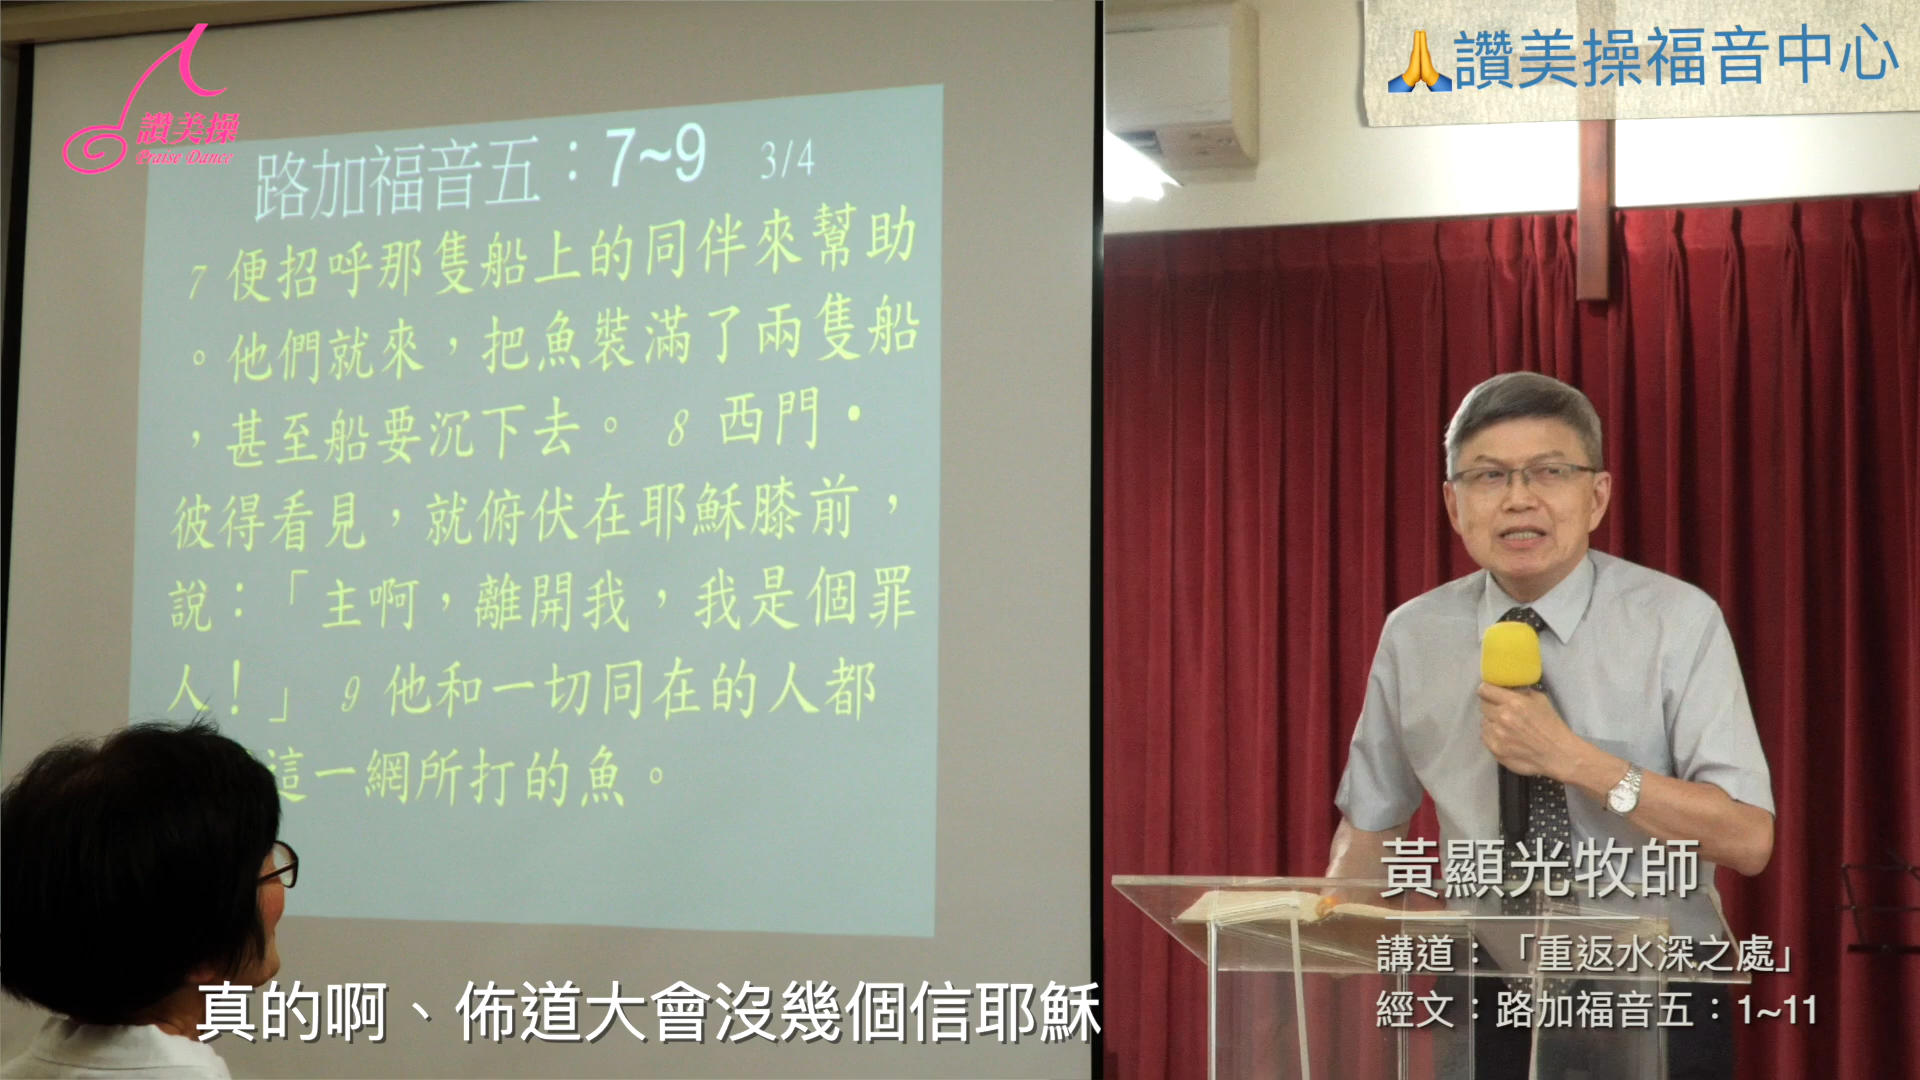 讚美操
Praise Dance
🙏讚美操福音中心
路加福音五：7~9 3/4
7 便招呼那隻船上的同伴來幫助
。他們就來，把魚裝滿了兩隻船
，甚至船要沉下去。 8 西門•
彼得看見，就俯伏在耶穌膝前，
說：「主啊，離開我，我是個罪
人！」 9 他和一切同在的人都
這一網所打的魚。
黃顯光牧師
講道：「重返水深之處」
經文：路加福音五：1~11
真的啊、佈道大會沒幾個信耶穌